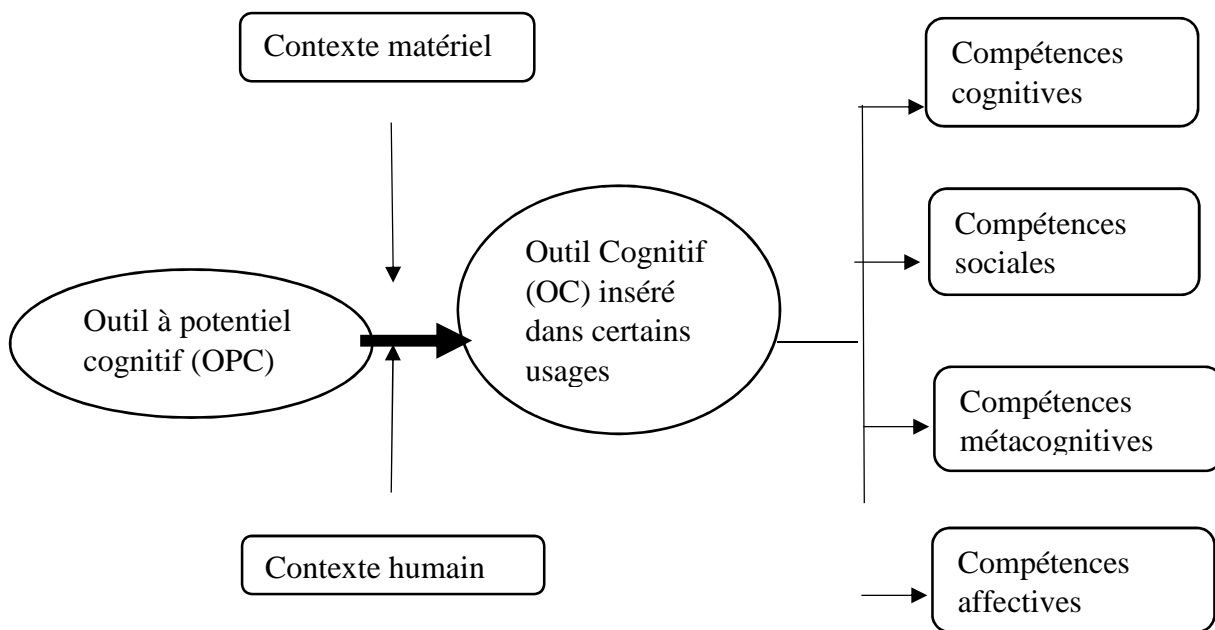 Contexte matériel
Outil à potentiel
cognitif (OPC)
Contexte humain
Outil Cognitif
(OC) inséré
dans certains
usages
Compétences
cognitives
Compétences
sociales
Compétences
métacognitives
Compétences
affectives